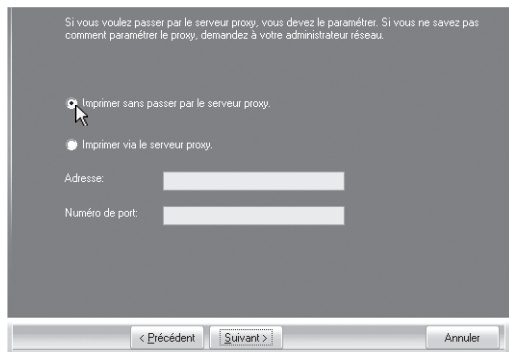 Si vous voulez passer par le serveur proxy, vous devez le paramétrer. Si vous ne savez pas
comment paramétrer le proxy, demandez à votre administrateur réseau.
Imprimer sans passer par le serveur proxy.
Imprimer via le serveur proxy.
Adresse:
Numéro de port:
< Précédent
Suivant >
Annuler